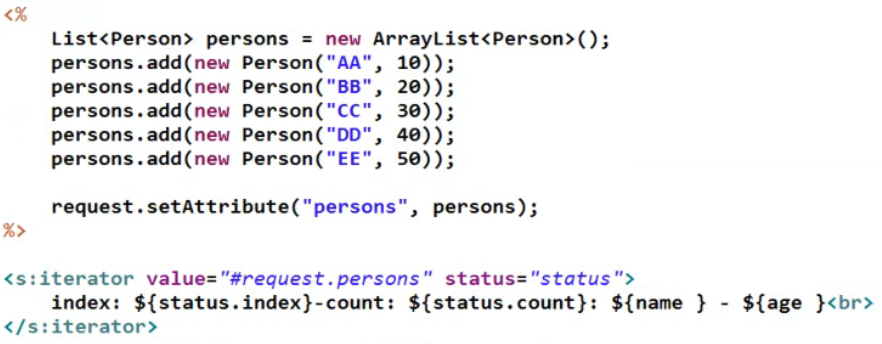 <%
    List<Person> persons = new ArrayList<Person>();
    persons.add(new Person("AA", 10));
    persons.add(new Person("BB", 20));
    persons.add(new Person("CC", 30));
    persons.add(new Person("DD", 40));
    persons.add(new Person("EE", 50));

    request.setAttribute("persons", persons);
%>

<s:iterator value="#request.persons" status="status">
    index: ${status.index}-count: ${status.count}: ${name } - ${age }<br>
</s:iterator>